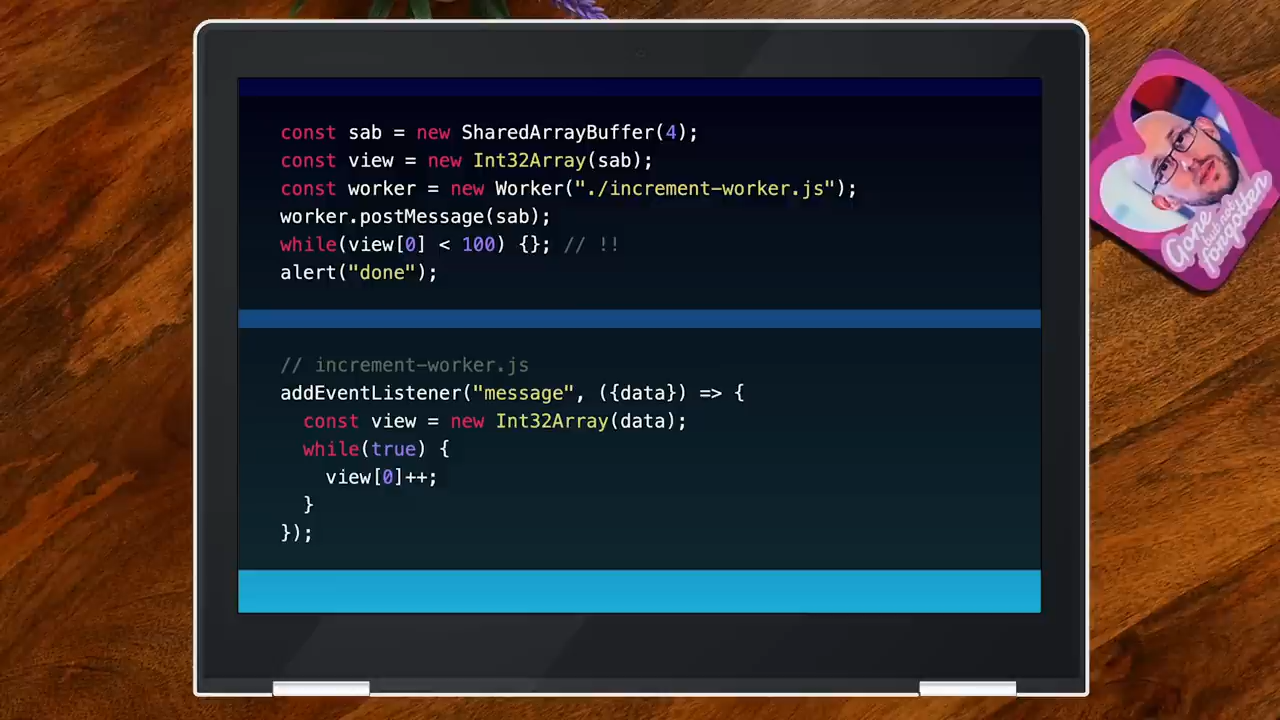 const sab = new SharedArrayBuffer(4);
const view = new Int32Array(sab);
const worker = new Worker("./increment-worker.js");
worker.postMessage(sab);
while(view[0] < 100) {}; // !!
alert("done");
// increment-worker.js
addEventListener("message", ({data}) => {
const view = new Int32Array(data);
while(true) {
view[0]++;
}
});
Gone
but not
forgotten